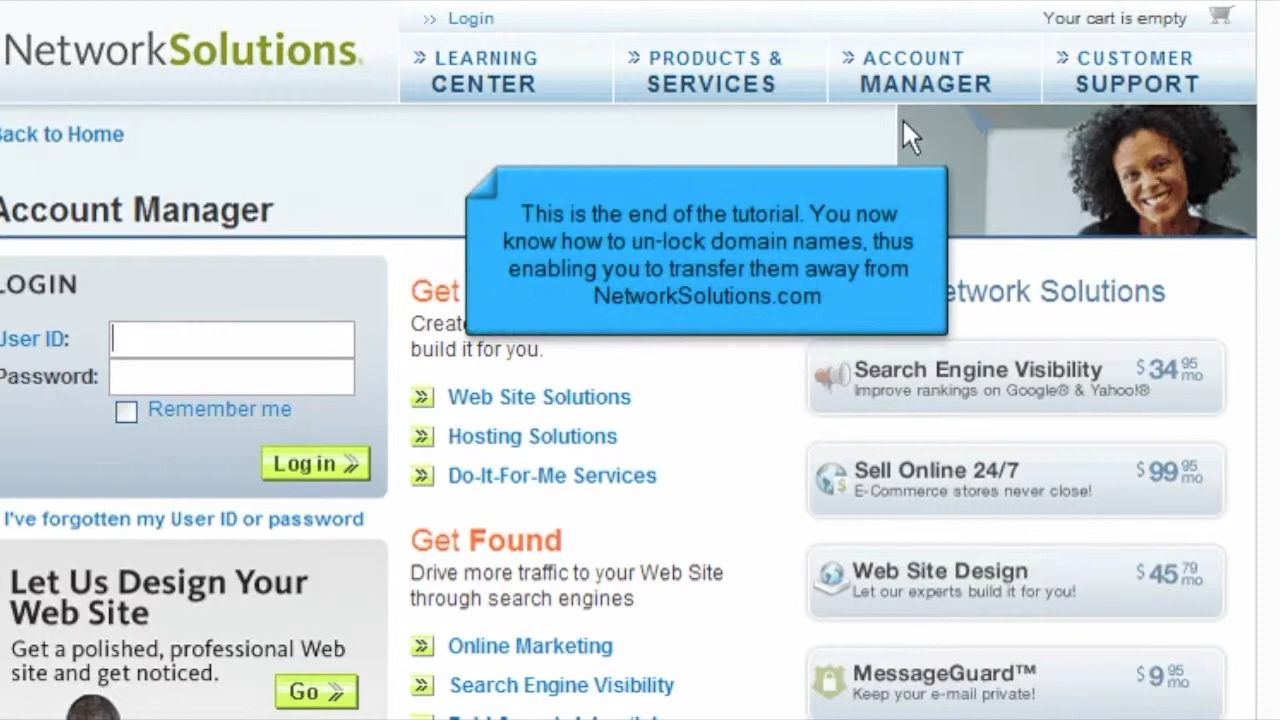 NetworkSolutions.
>> Login
Your cart is empty
>> LEARNING CENTER
>> PRODUCTS & SERVICES
>> ACCOUNT MANAGER
>> CUSTOMER SUPPORT
ack to Home
Account Manager
This is the end of the tutorial. You now
know how to un-lock domain names, thus
enabling you to transfer them away from
NetworkSolutions.com
LOGIN
User ID:
Password:
Remember me
Log in >>
I've forgotten my User ID or password
Let Us Design Your
Web Site
Get a polished, professional Web
site and get noticed.
Go >>
Get
build it for you.
>> Web Site Solutions
>> Hosting Solutions
>> Do-It-For-Me Services
Get Found
Drive more traffic to your Web Site
through search engines
>> Online Marketing
>> Search Engine Visibility
etwork Solutions
Search Engine Visibility $34.95 mo
Improve rankings on Google® & Yahoo!®
Sell Online 24/7 $99.95 mo
E-Commerce stores never close!
Web Site Design $45.79 mo
Let our experts build it for you!
MessageGuard™ $9.95 mo
Keep your e-mail private!